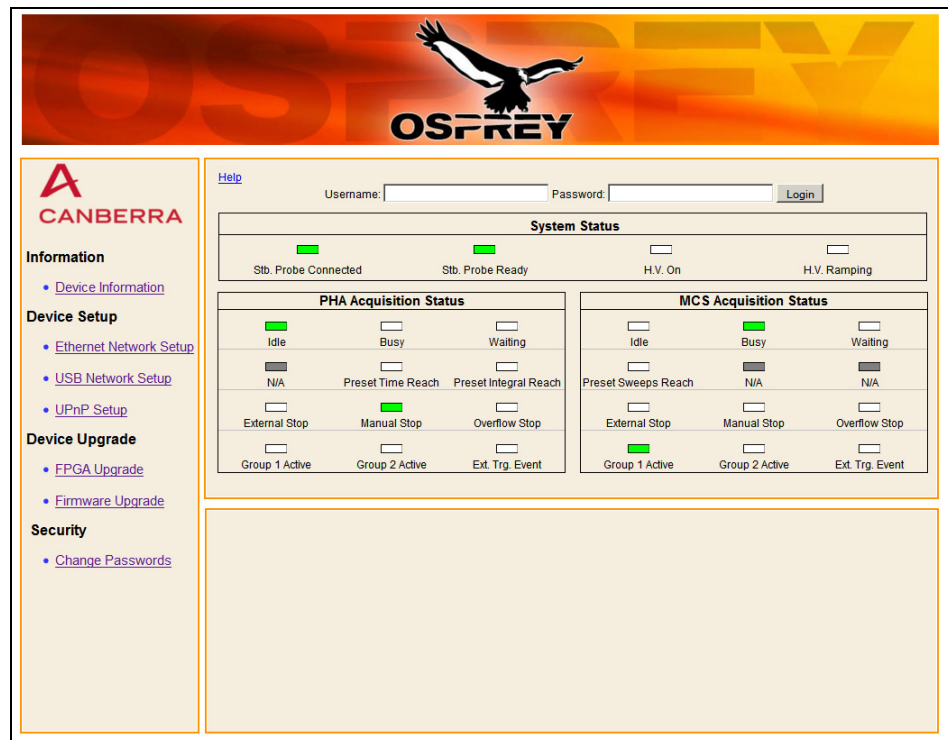 OSPREY
OSPREY
CANBERRA
Information
Device Information
Device Setup
Ethernet Network Setup
USB Network Setup
UPnP Setup
Device Upgrade
FPGA Upgrade
Firmware Upgrade
Security
Change Passwords
Help
Username: Password: Login
System Status
Stb. Probe Connected Stb. Probe Ready H.V. On H.V. Ramping
PHA Acquisition Status
Idle Busy Waiting
N/A Preset Time Reach Preset Integral Reach
External Stop Manual Stop Overflow Stop
Group 1 Active Group 2 Active Ext. Trg. Event
MCS Acquisition Status
Idle Busy Waiting
Preset Sweeps Reach N/A N/A
External Stop Manual Stop Overflow Stop
Group 1 Active Group 2 Active Ext. Trg. Event